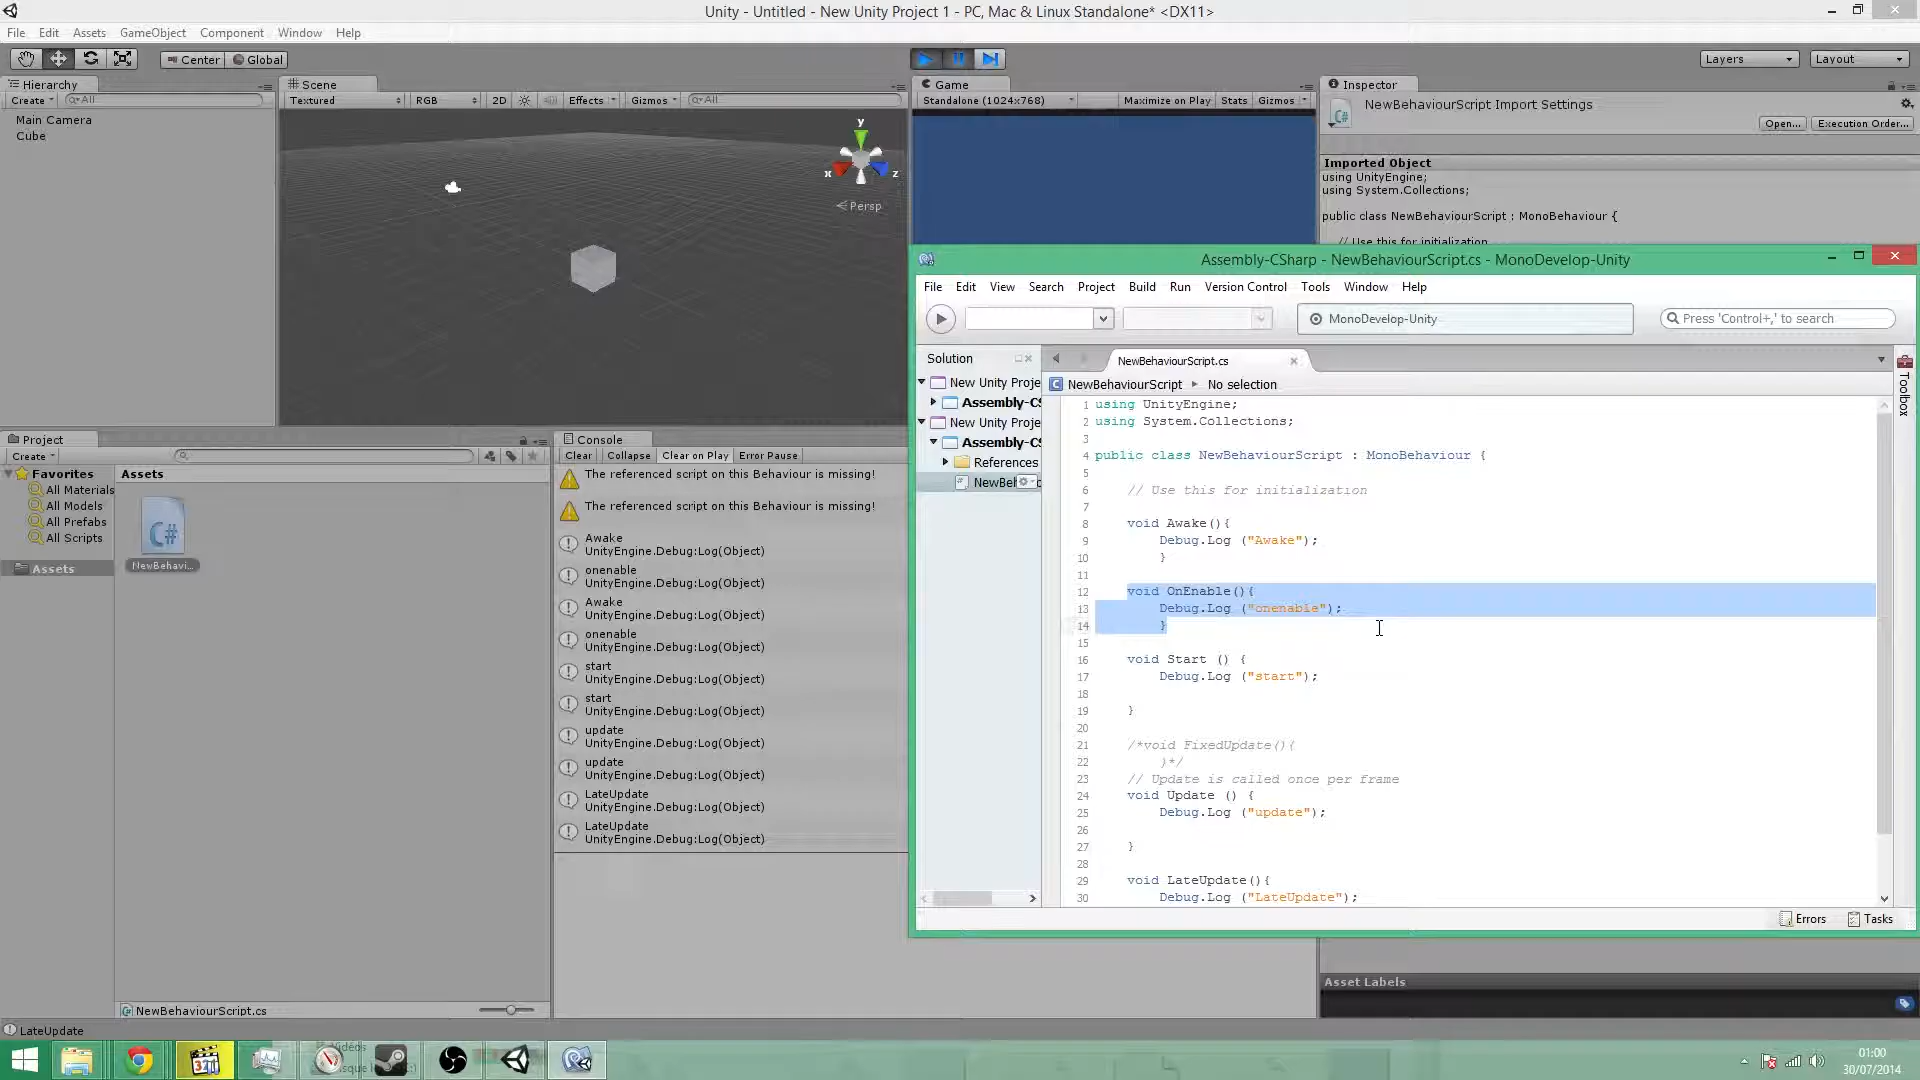 Unity - Untitled - New Unity Project 1 - PC, Mac & Linux Standalone* <DX11>
File Edit Assets GameObject Component Window Help
Center Global
Layers Layout
Hierarchy
Create All
Main Camera
Cube
Scene
Textured RGB 2D Effects Gizmos All
y
x z
Persp
Game
Standalone (1024x768) Maximize on Play Stats Gizmos
Inspector
NewBehaviourScript Import Settings
C#
Open... Execution Order...
Imported Object
using UnityEngine;
using System.Collections;
public class NewBehaviourScript : MonoBehaviour {
// Use this for initialization
Assembly-CSharp - NewBehaviourScript.cs - MonoDevelop-Unity
File Edit View Search Project Build Run Version Control Tools Window Help
MonoDevelop-Unity
Press 'Control+,' to search
Solution
New Unity Proje
Assembly-CS
New Unity Proje
Assembly-CS
References
NewBeh
NewBehaviourScript.cs
NewBehaviourScript No selection
Toolbox
1 using UnityEngine;
2 using System.Collections;
3
4 public class NewBehaviourScript : MonoBehaviour {
5
6 // Use this for initialization
7
8 void Awake(){
9 Debug.Log ("Awake");
10 }
11
12 void OnEnable(){
13 Debug.Log ("onenable");
14 }
15
16 void Start () {
17 Debug.Log ("start");
18
19 }
20
21 /*void FixedUpdate(){
22 }*/
23 // Update is called once per frame
24 void Update () {
25 Debug.Log ("update");
26
27 }
28
29 void LateUpdate(){
30 Debug.Log ("LateUpdate");
Errors Tasks
Project
Create
Favorites
All Materials
All Models
All Prefabs
All Scripts
Assets
Assets
C#
NewBehavi...
NewBehaviourScript.cs
Console
Clear Collapse Clear on Play Error Pause
The referenced script on this Behaviour is missing!
The referenced script on this Behaviour is missing!
Awake
UnityEngine.Debug:Log(Object)
onenable
UnityEngine.Debug:Log(Object)
Awake
UnityEngine.Debug:Log(Object)
onenable
UnityEngine.Debug:Log(Object)
start
UnityEngine.Debug:Log(Object)
start
UnityEngine.Debug:Log(Object)
update
UnityEngine.Debug:Log(Object)
update
UnityEngine.Debug:Log(Object)
LateUpdate
UnityEngine.Debug:Log(Object)
LateUpdate
UnityEngine.Debug:Log(Object)
Asset Labels
LateUpdate
Vidéos
321
01:00
30/07/2014